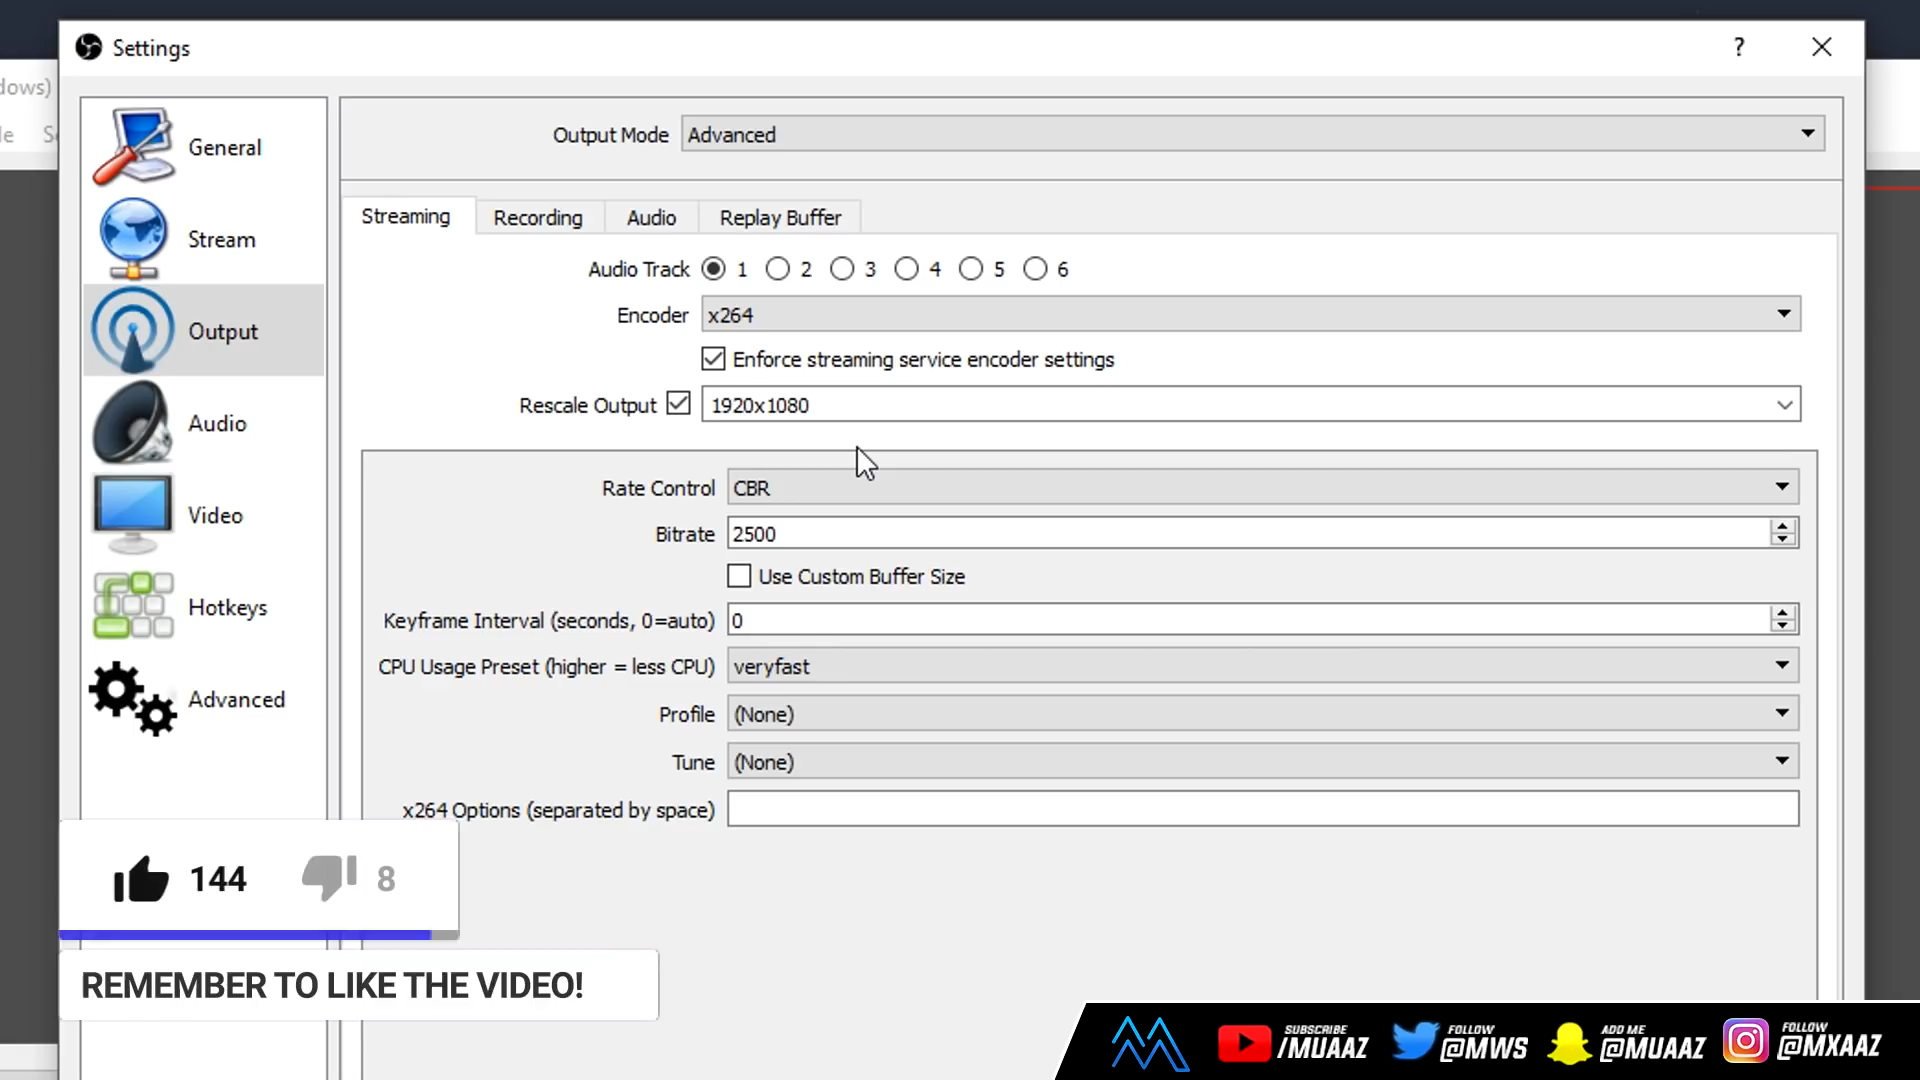 Settings
?
dows)
le
General
Stream
Output
Audio
Video
Hotkeys
Advanced
Output Mode Advanced
Streaming Recording Audio Replay Buffer
Audio Track 1 2 3 4 5 6
Encoder x264
Enforce streaming service encoder settings
Rescale Output 1920x1080
Rate Control CBR
Bitrate 2500
Use Custom Buffer Size
Keyframe Interval (seconds, 0=auto) 0
CPU Usage Preset (higher = less CPU) veryfast
Profile (None)
Tune (None)
x264 Options (separated by space)
144 8
REMEMBER TO LIKE THE VIDEO!
SUBSCRIBE
/MUAAZ
FOLLOW
@MWS
ADD ME
@MUAAZ
FOLLOW
@MXAAZ